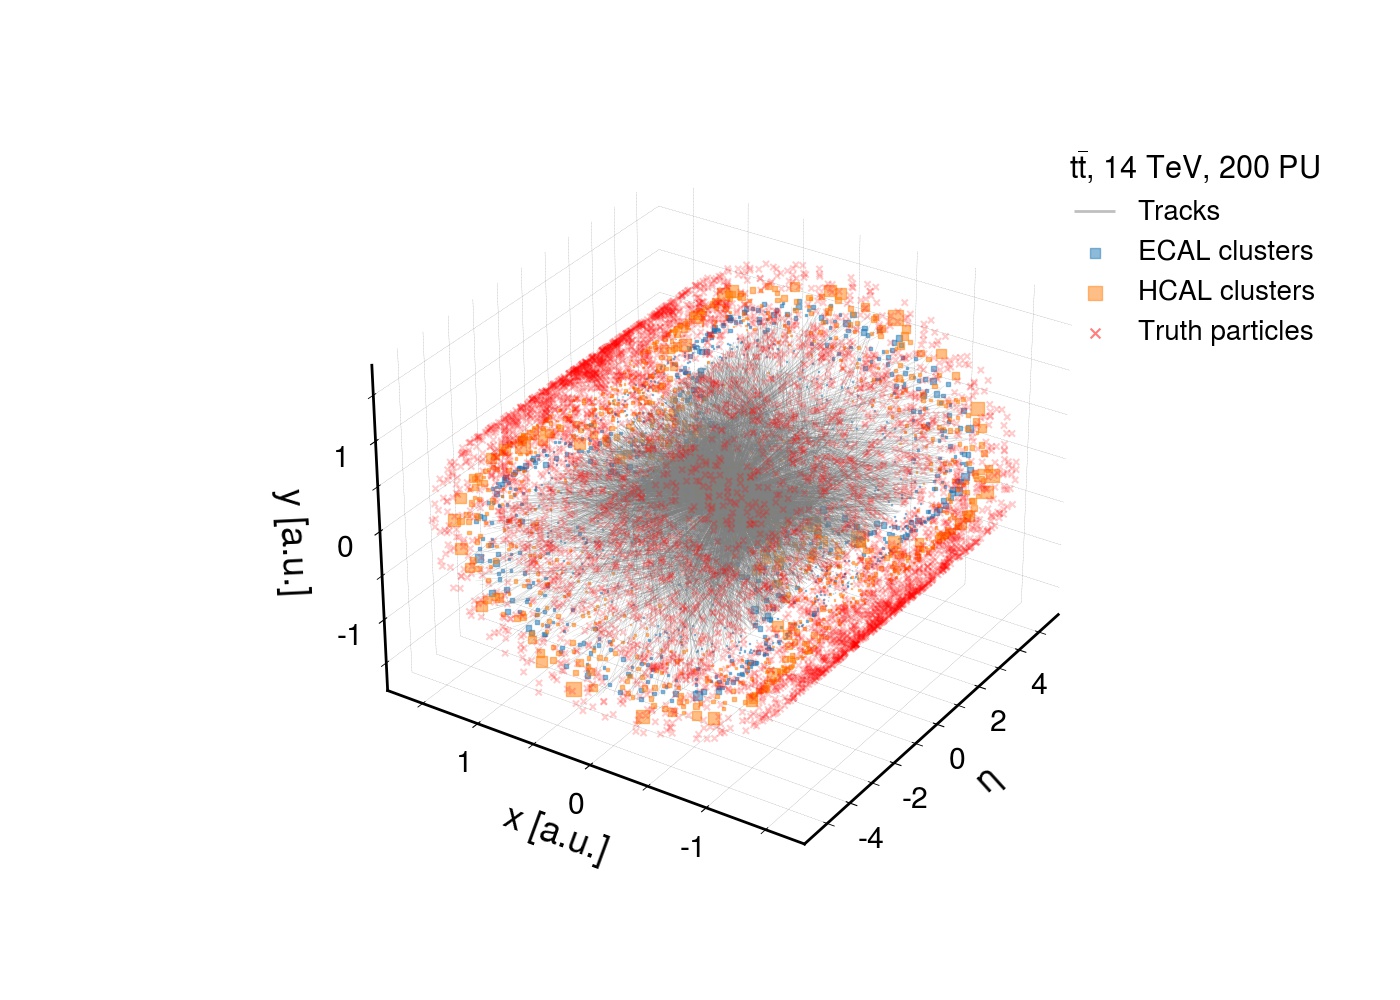 tt̄, 14 TeV, 200 PU
Tracks
ECAL clusters
HCAL clusters
Truth particles
y [a.u.]
1
0
-1
x [a.u.]
1
0
-1
η
-4
-2
0
2
4